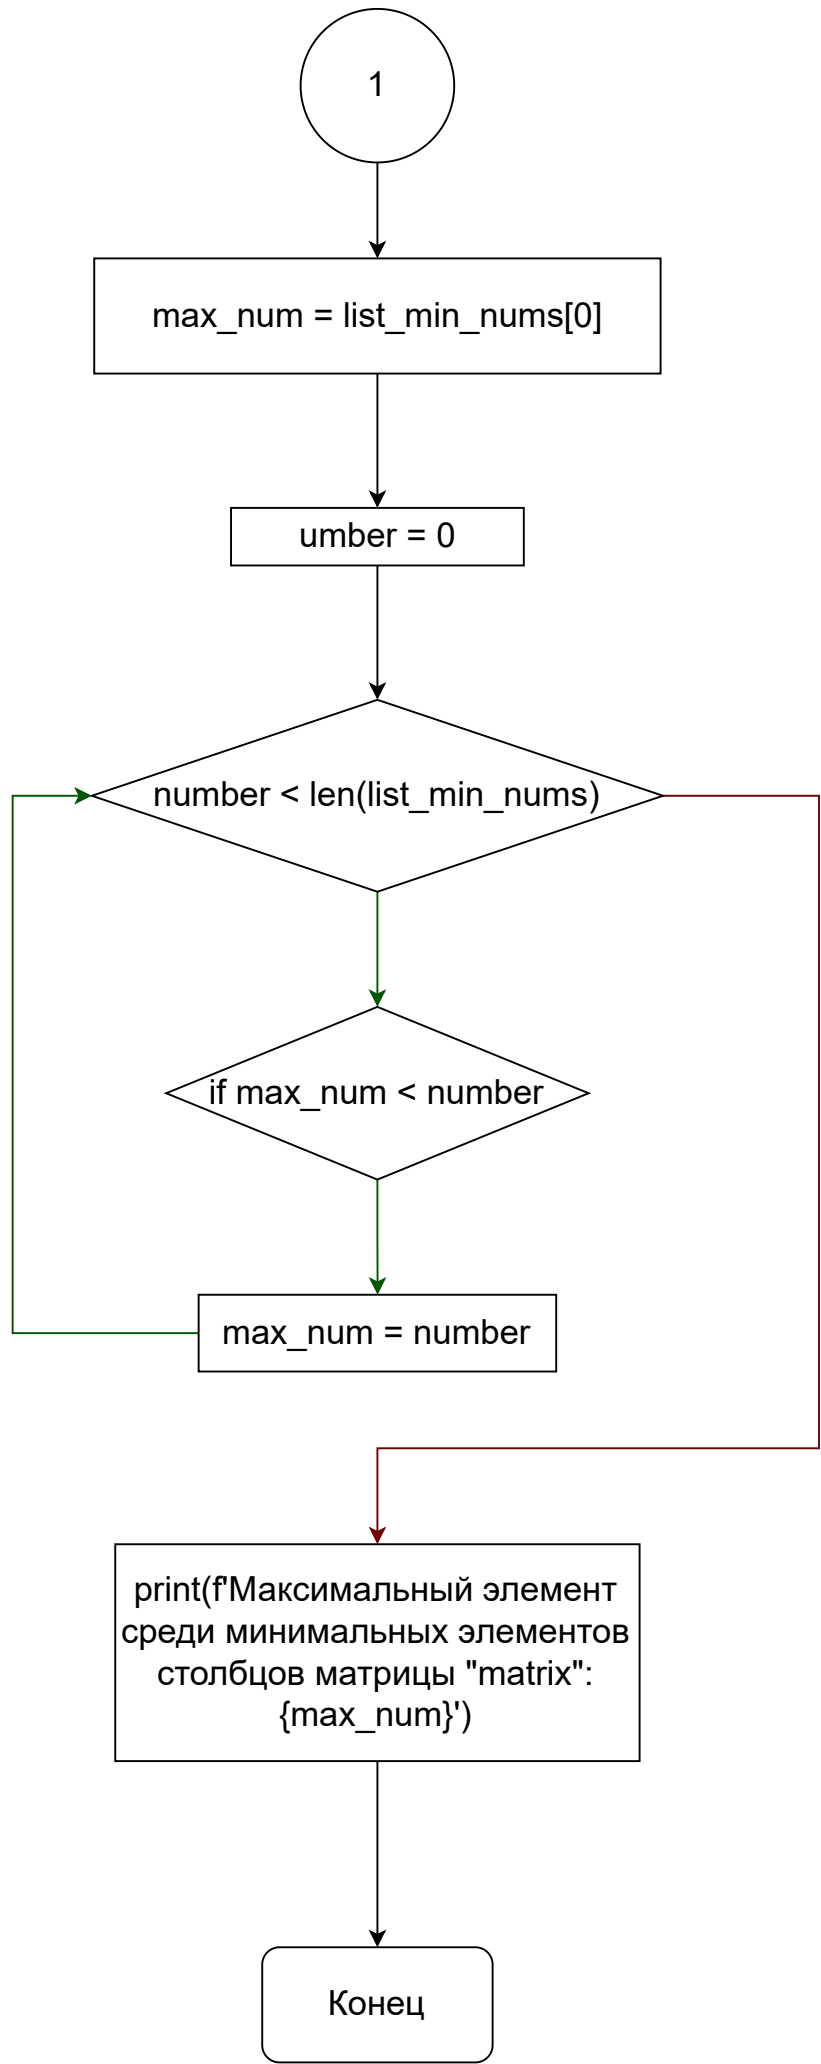 1
max_num = list_min_nums[0]
umber = 0
number < len(list_min_nums)
if max_num < number
max_num = number
print(f'Максимальный элемент
среди минимальных элементов
столбцов матрицы "matrix":
{max_num}')
Конец